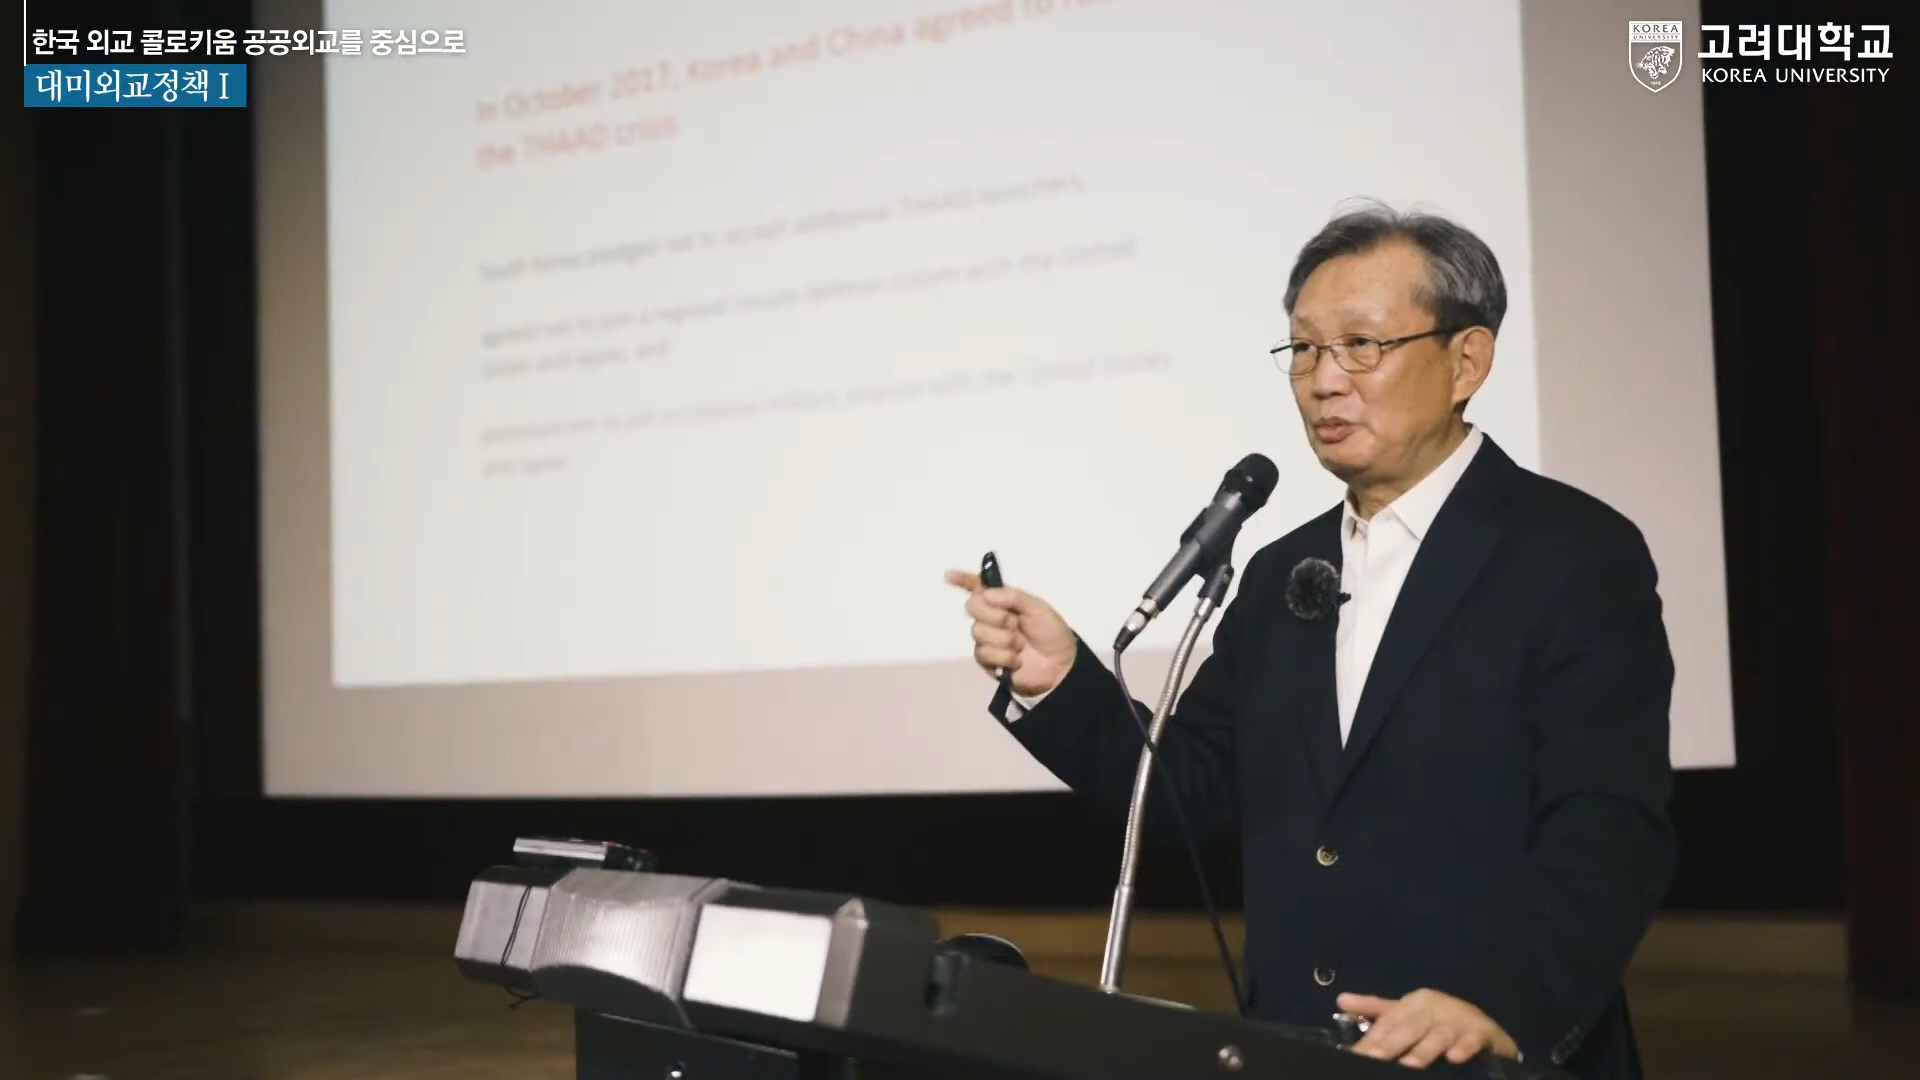 한국 외교 콜로키움 공공외교를 중심으로
대미외교정책 I
KOREA
UNIVERSITY
1905
고려대학교
KOREA UNIVERSITY
In October 2017, Korea and China agreed to
the THAAD crisis
South Korea pledged not to accept additional THAAD launchers,
agreed not to join a regional missile defense system with the United
States and Japan, and
promised not to join a trilateral military alliance with the United States
and Japan.